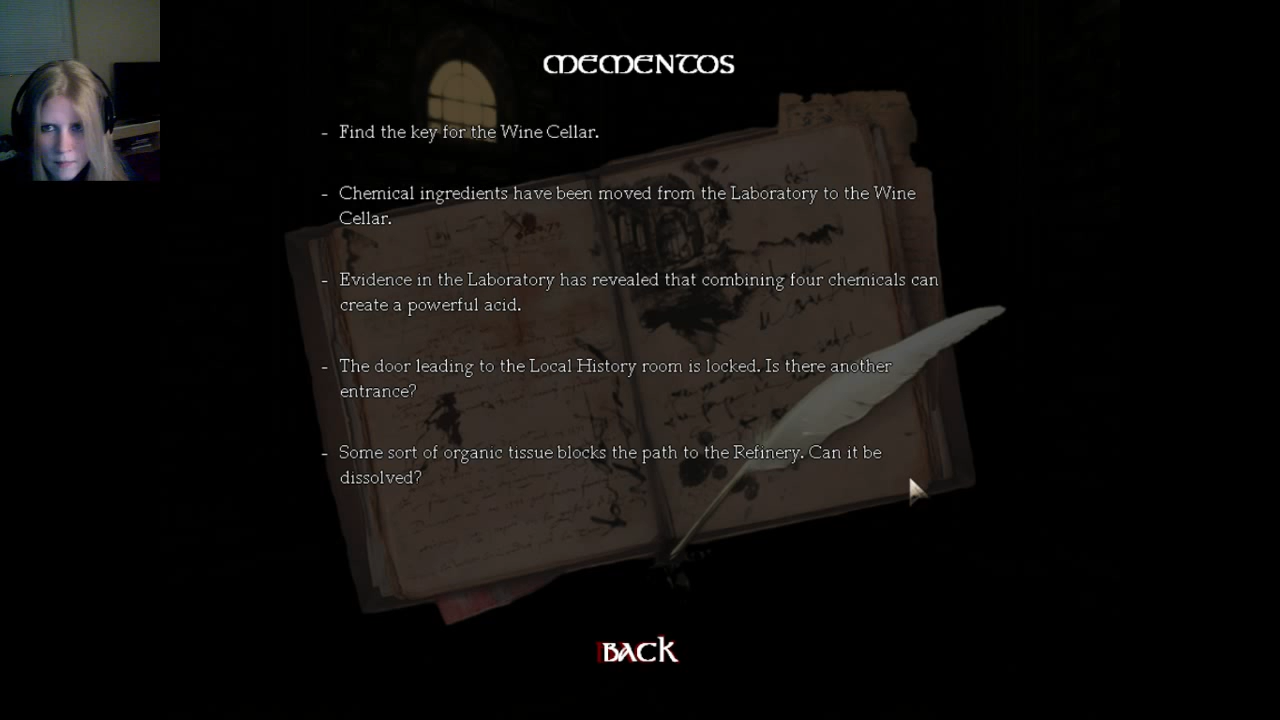 MEMENTOS
- Find the key for the Wine Cellar.
- Chemical ingredients have been moved from the Laboratory to the Wine
Cellar.
- Evidence in the Laboratory has revealed that combining four chemicals can
create a powerful acid.
- The door leading to the Local History room is locked. Is there another
entrance?
- Some sort of organic tissue blocks the path to the Refinery. Can it be
dissolved?
BACK